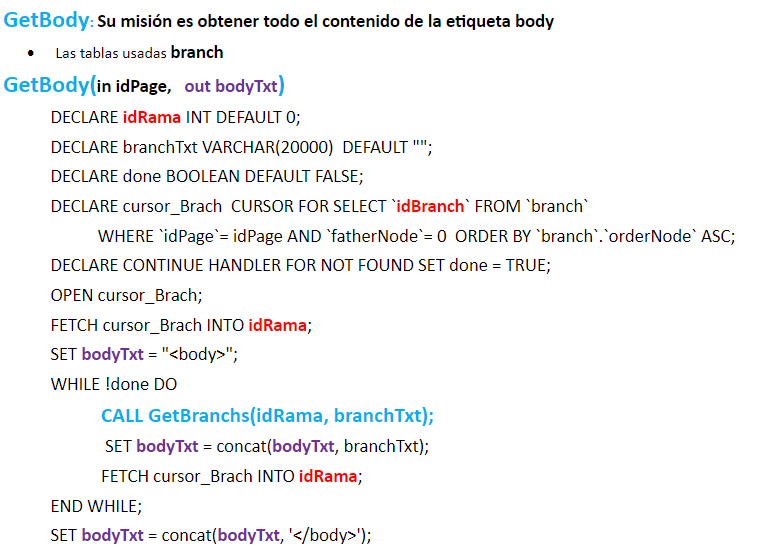 GetBody: Su misión es obtener todo el contenido de la etiqueta body
• Las tablas usadas branch
GetBody(in idPage, out bodyTxt)
DECLARE idRama INT DEFAULT 0;
DECLARE branchTxt VARCHAR(20000) DEFAULT "";
DECLARE done BOOLEAN DEFAULT FALSE;
DECLARE cursor_Brach CURSOR FOR SELECT `idBranch` FROM `branch`
WHERE `idPage`= idPage AND `fatherNode`= 0 ORDER BY `branch`.`orderNode` ASC;
DECLARE CONTINUE HANDLER FOR NOT FOUND SET done = TRUE;
OPEN cursor_Brach;
FETCH cursor_Brach INTO idRama;
SET bodyTxt = "<body>";
WHILE !done DO
CALL GetBranchs(idRama, branchTxt);
SET bodyTxt = concat(bodyTxt, branchTxt);
FETCH cursor_Brach INTO idRama;
END WHILE;
SET bodyTxt = concat(bodyTxt, '</body>');